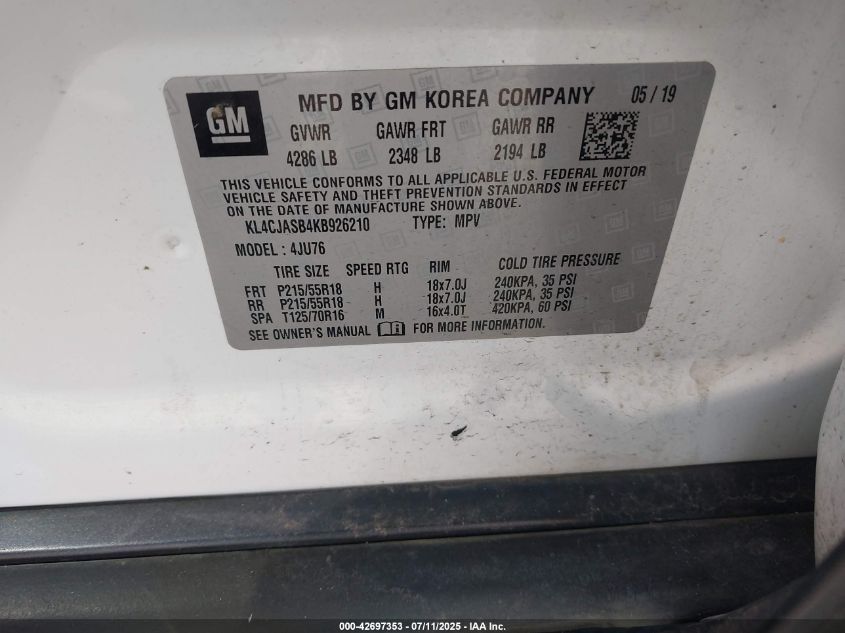 GM
MFD BY GM KOREA COMPANY 05 / 19
GVWR GAWR FRT GAWR RR
4286 LB 2348 LB 2194 LB
THIS VEHICLE CONFORMS TO ALL APPLICABLE U.S. FEDERAL MOTOR
VEHICLE SAFETY AND THEFT PREVENTION STANDARDS IN EFFECT
ON THE DATE OF MANUFACTURE SHOWN ABOVE.
KL4CJASB4KB926210 TYPE: MPV
MODEL : 4JU76
TIRE SIZE SPEED RTG RIM COLD TIRE PRESSURE
FRT P215/55R18 H 18x7.0J 240KPA, 35 PSI
RR P215/55R18 H 18x7.0J 240KPA, 35 PSI
SPA T125/70R16 M 16x4.0T 420KPA, 60 PSI
SEE OWNER'S MANUAL FOR MORE INFORMATION.
000-42697353 - 07/11/2025 - IAA Inc.